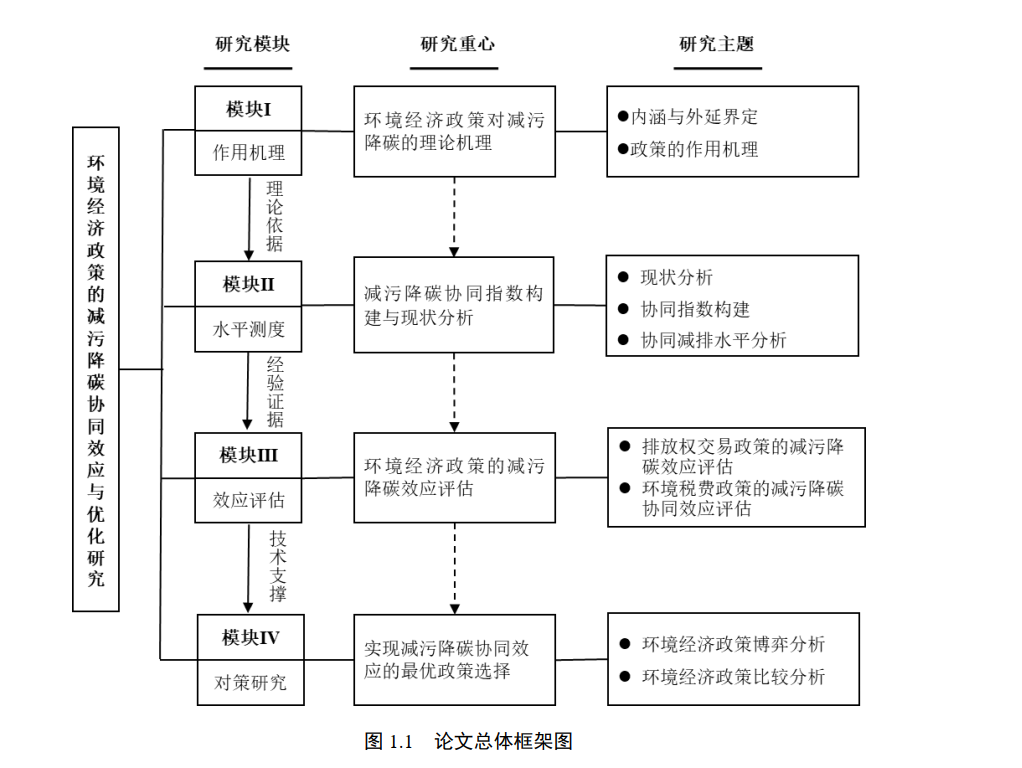 研究模块
研究重心
研究主题
环境经济政策的减污降碳协同效应与优化研究
模块I
作用机理
环境经济政策对减污
降碳的理论机理
●内涵与外延界定
●政策的作用机理
理论依据
模块II
水平测度
减污降碳协同指数构
建与现状分析
● 现状分析
● 协同指数构建
● 协同减排水平分析
经验证据
模块III
效应评估
环境经济政策的减污
降碳效应评估
● 排放权交易政策的减污降
碳效应评估
● 环境税费政策的减污降碳
协同效应评估
技术支撑
模块IV
对策研究
实现减污降碳协同效
应的最优政策选择
● 环境经济政策博弈分析
● 环境经济政策比较分析
图 1.1 论文总体框架图